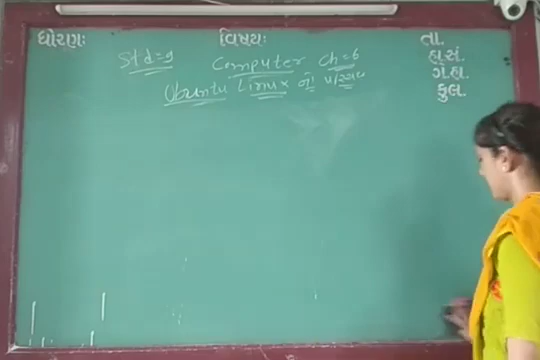 ધોરણઃ વિષયઃ તા.
Std=9 Computer Ch=6 હા.સં.
Ubuntu Linux નો પરિચય ગે.હા.
કુલ.